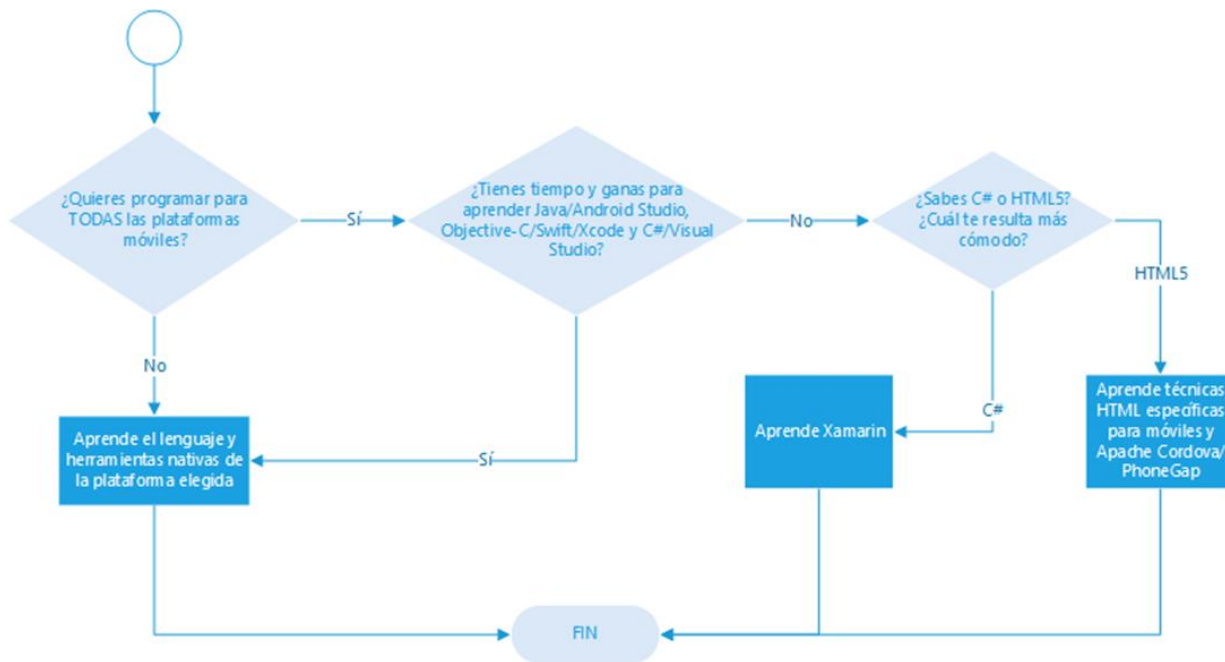 ¿Quieres programar para
TODAS las plataformas
móviles?
Sí
¿Tienes tiempo y ganas para
aprender Java/Android Studio,
Objective-C/Swift/Xcode y C#/Visual
Studio?
No
¿Sabes C# o HTML5?
¿Cuál te resulta más
cómodo?
HTML5
No
C#
Aprende el lenguaje y
herramientas nativas de
la plataforma elegida
Sí
Aprende Xamarin
Aprende técnicas
HTML específicas
para móviles y
Apache Cordova/
PhoneGap
FIN